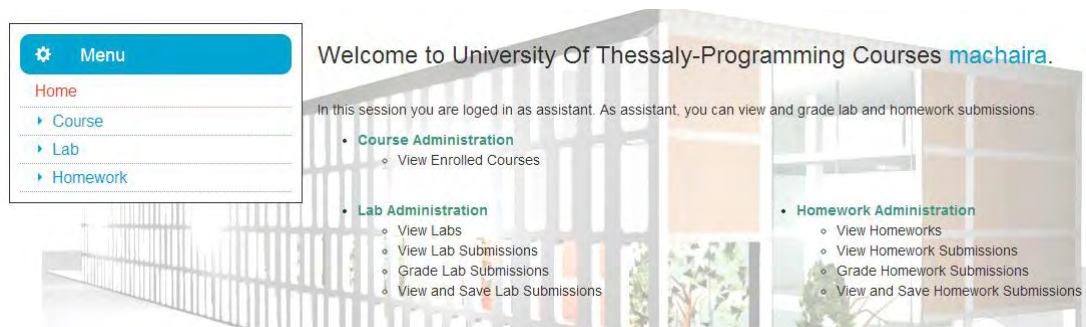 Menu
Home
Course
Lab
Homework
Welcome to University Of Thessaly-Programming Courses machaira.
In this session you are loged in as assistant. As assistant, you can view and grade lab and homework submissions.
Course Administration
View Enrolled Courses
Lab Administration
View Labs
View Lab Submissions
Grade Lab Submissions
View and Save Lab Submissions
Homework Administration
View Homeworks
View Homework Submissions
Grade Homework Submissions
View and Save Homework Submissions